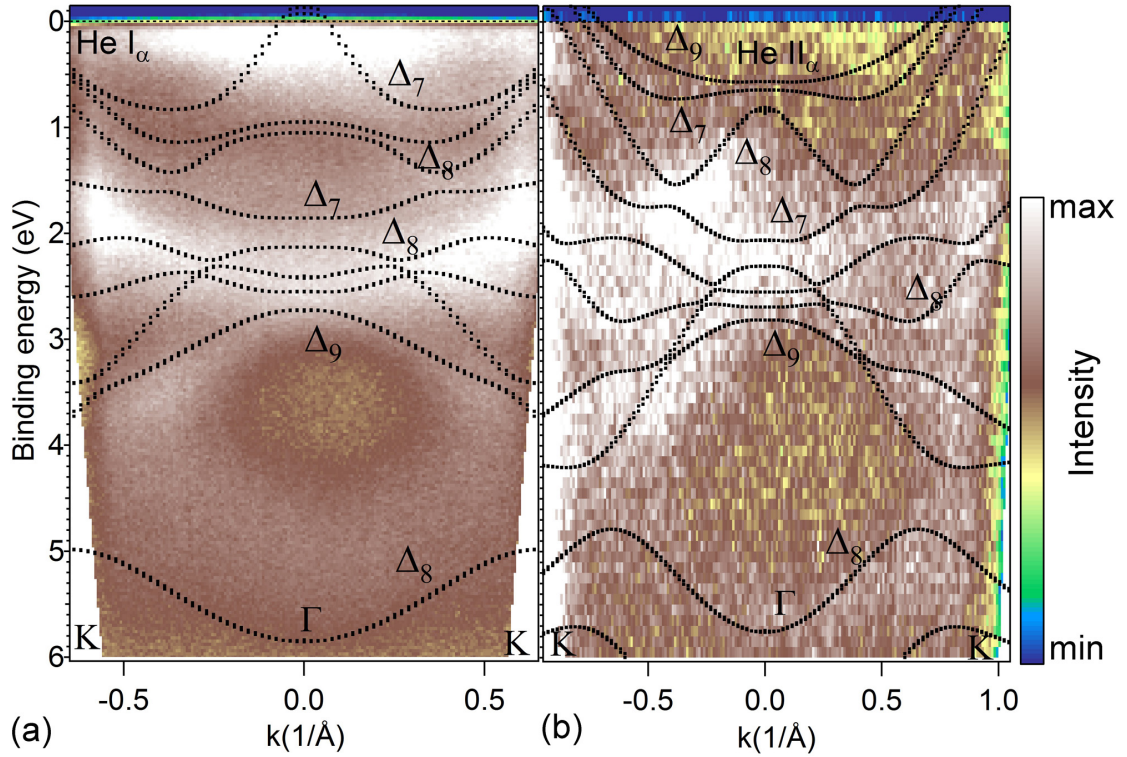 He Iα
Δ7
Δ8
Δ7
Δ8
Δ9
Δ8
Γ
K
K
0
1
2
3
4
5
6
Binding energy (eV)
-0.5
0.0
0.5
k(1/Å)
(a)
Δ9
He IIα
Δ7
Δ8
Δ7
Δ8
Δ9
Δ8
Γ
K
K
-0.5
0.0
0.5
1.0
k(1/Å)
(b)
max
Intensity
min